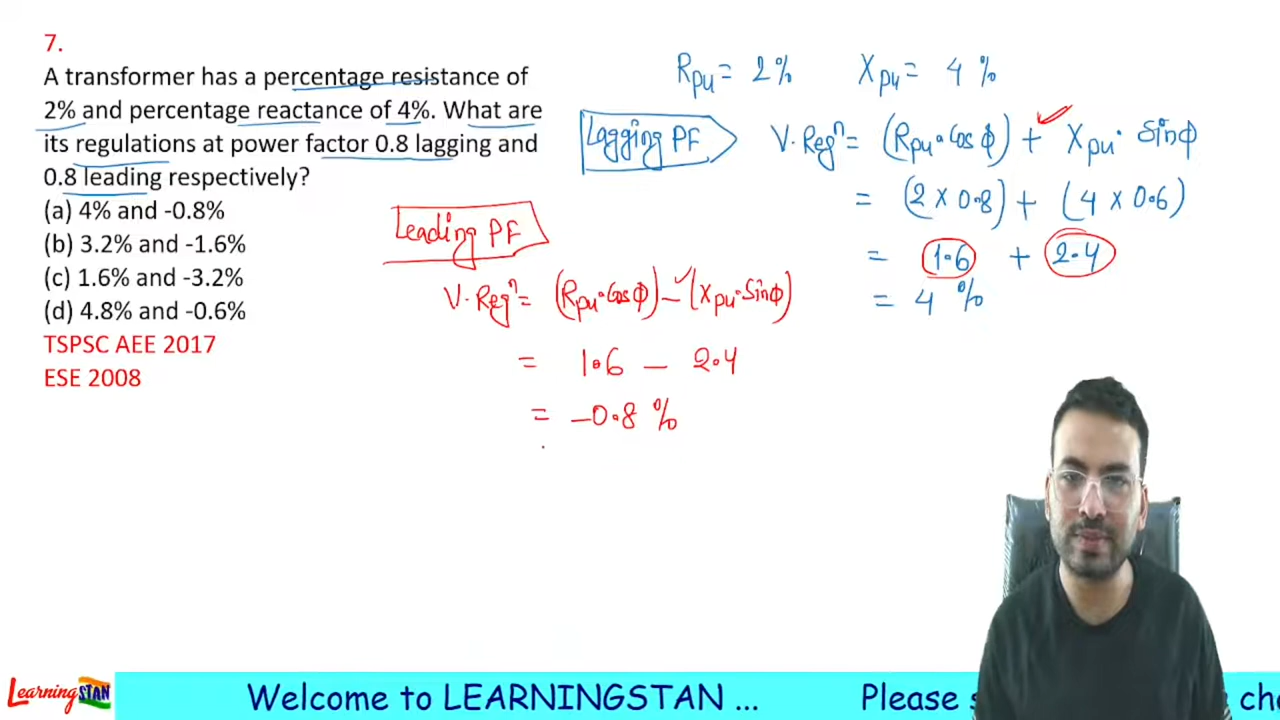 7.
A transformer has a percentage resistance of
2% and percentage reactance of 4%. What are
its regulations at power factor 0.8 lagging and
0.8 leading respectively?
(a) 4% and -0.8%
(b) 3.2% and -1.6%
(c) 1.6% and -3.2%
(d) 4.8% and -0.6%
TSPSC AEE 2017
ESE 2008
Rpu = 2% Xpu = 4 %
Lagging PF
V. Regⁿ = (Rpu·Cosϕ) + Xpu· Sinϕ
= (2 × 0.8) + (4 × 0.6)
= 1.6 + 2.4
= 4 %
Leading PF
V. Regⁿ = (Rpu·Cosϕ) – (Xpu·Sinϕ)
= 1.6 – 2.4
= –0.8 %
LearningSTAN
Welcome to LEARNINGSTAN ... Please